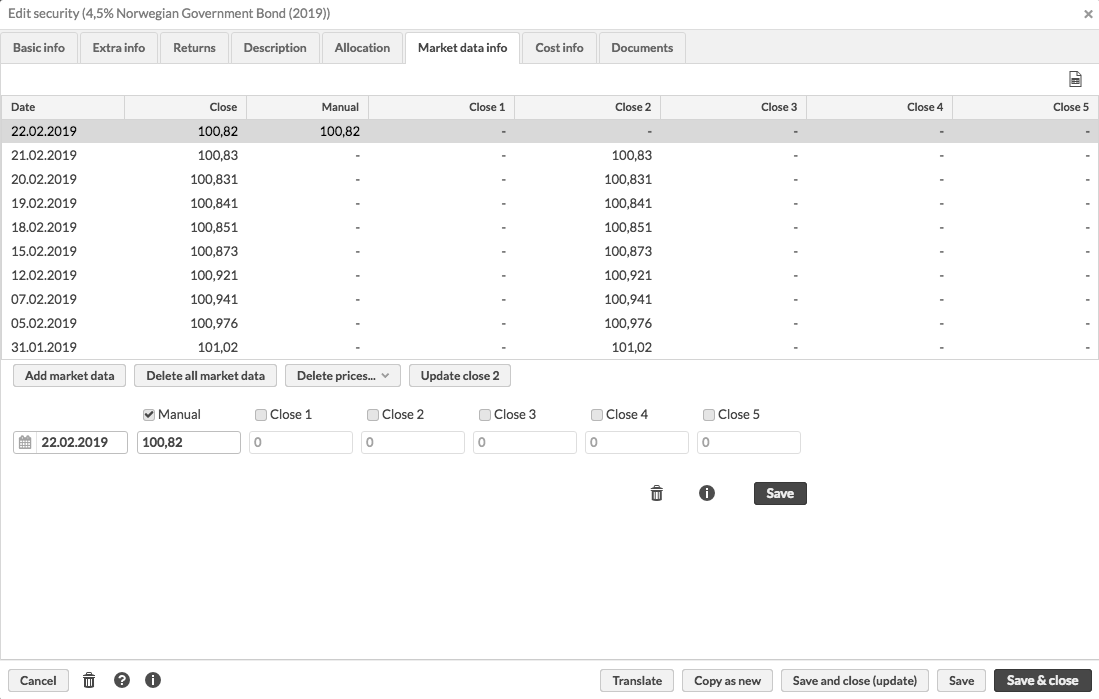 Edit security (4,5% Norwegian Government Bond (2019))
Basic info Extra info Returns Description Allocation Market data info Cost info Documents
Date Close Manual Close 1 Close 2 Close 3 Close 4 Close 5
22.02.2019 100,82 100,82 - - - - -
21.02.2019 100,83 - - 100,83 - - -
20.02.2019 100,831 - - 100,831 - - -
19.02.2019 100,841 - - 100,841 - - -
18.02.2019 100,851 - - 100,851 - - -
15.02.2019 100,873 - - 100,873 - - -
12.02.2019 100,921 - - 100,921 - - -
07.02.2019 100,941 - - 100,941 - - -
05.02.2019 100,976 - - 100,976 - - -
31.01.2019 101,02 - - 101,02 - - -
Add market data Delete all market data Delete prices... Update close 2
Manual Close 1 Close 2 Close 3 Close 4 Close 5
22.02.2019 100,82 0 0 0 0 0
Save
Cancel Translate Copy as new Save and close (update) Save Save & close